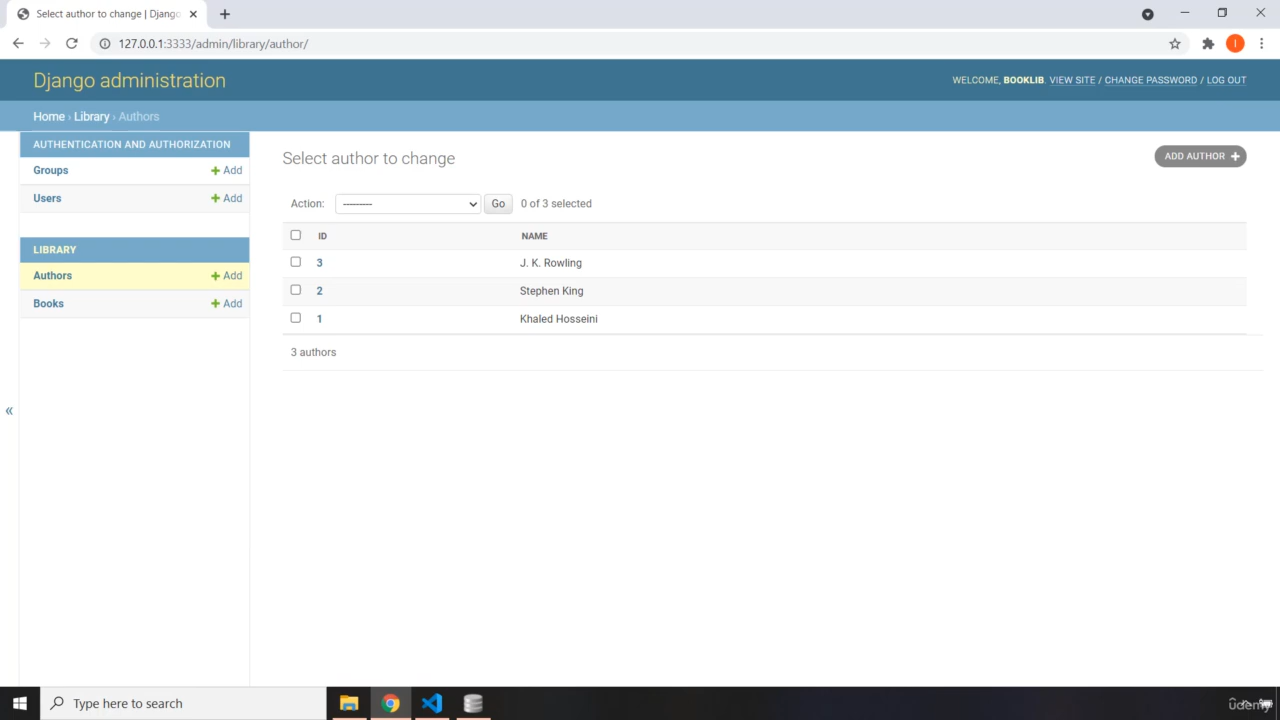 Select author to change | Django
127.0.0.1:3333/admin/library/author/
I
Django administration
WELCOME, BOOKLIB. VIEW SITE / CHANGE PASSWORD / LOG OUT
Home › Library › Authors
AUTHENTICATION AND AUTHORIZATION
Groups + Add
Users + Add
LIBRARY
Authors + Add
Books + Add
«
Select author to change
ADD AUTHOR +
Action: --------- Go 0 of 3 selected
ID NAME
3 J. K. Rowling
2 Stephen King
1 Khaled Hosseini
3 authors
Type here to search
udemy